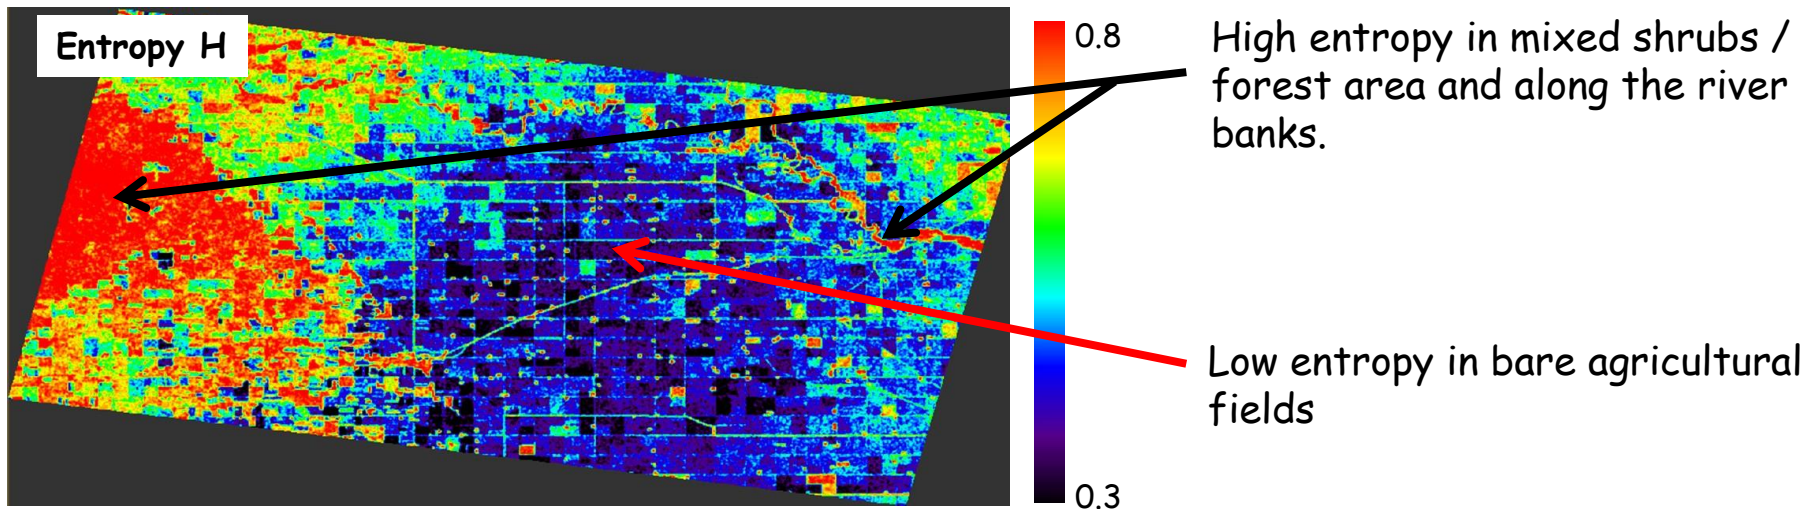 Entropy H
0.8
0.3
High entropy in mixed shrubs /
forest area and along the river
banks.
Low entropy in bare agricultural
fields